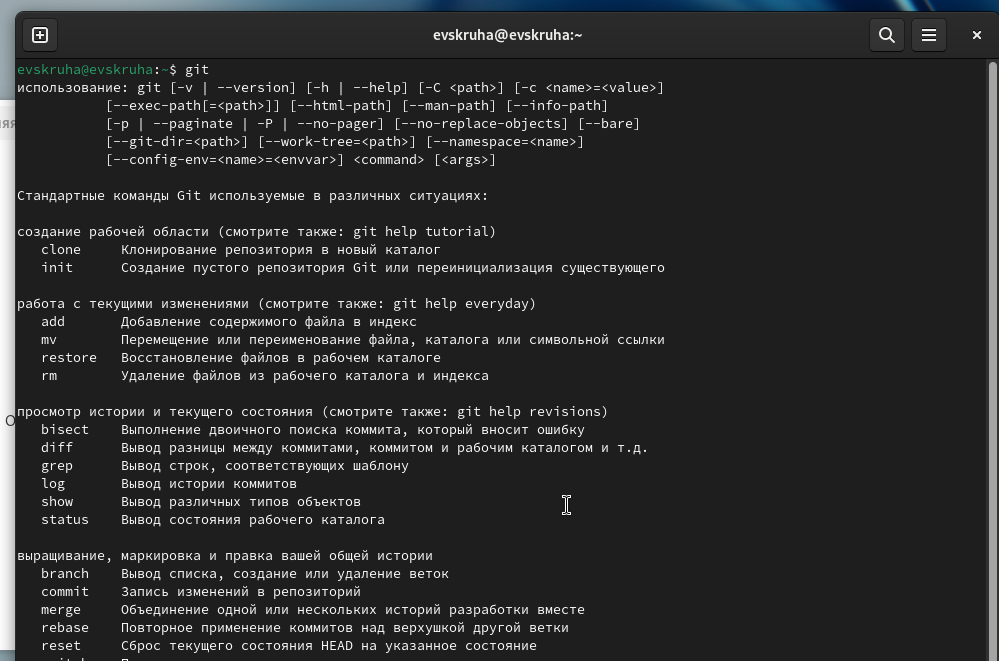 evskruha@evskruha:~
evskruha@evskruha:~$ git
использование: git [-v | --version] [-h | --help] [-C <path>] [-c <name>=<value>]
[--exec-path[=<path>]] [--html-path] [--man-path] [--info-path]
[-p | --paginate | -P | --no-pager] [--no-replace-objects] [--bare]
[--git-dir=<path>] [--work-tree=<path>] [--namespace=<name>]
[--config-env=<name>=<envvar>] <command> [<args>]
Стандартные команды Git используемые в различных ситуациях:
создание рабочей области (смотрите также: git help tutorial)
clone Клонирование репозитория в новый каталог
init Создание пустого репозитория Git или переинициализация существующего
работа с текущими изменениями (смотрите также: git help everyday)
add Добавление содержимого файла в индекс
mv Перемещение или переименование файла, каталога или символьной ссылки
restore Восстановление файлов в рабочем каталоге
rm Удаление файлов из рабочего каталога и индекса
просмотр истории и текущего состояния (смотрите также: git help revisions)
bisect Выполнение двоичного поиска коммита, который вносит ошибку
diff Вывод разницы между коммитами, коммитом и рабочим каталогом и т.д.
grep Вывод строк, соответствующих шаблону
log Вывод истории коммитов
show Вывод различных типов объектов
status Вывод состояния рабочего каталога
выращивание, маркировка и правка вашей общей истории
branch Вывод списка, создание или удаление веток
commit Запись изменений в репозиторий
merge Объединение одной или нескольких историй разработки вместе
rebase Повторное применение коммитов над верхушкой другой ветки
reset Сброс текущего состояния HEAD на указанное состояние